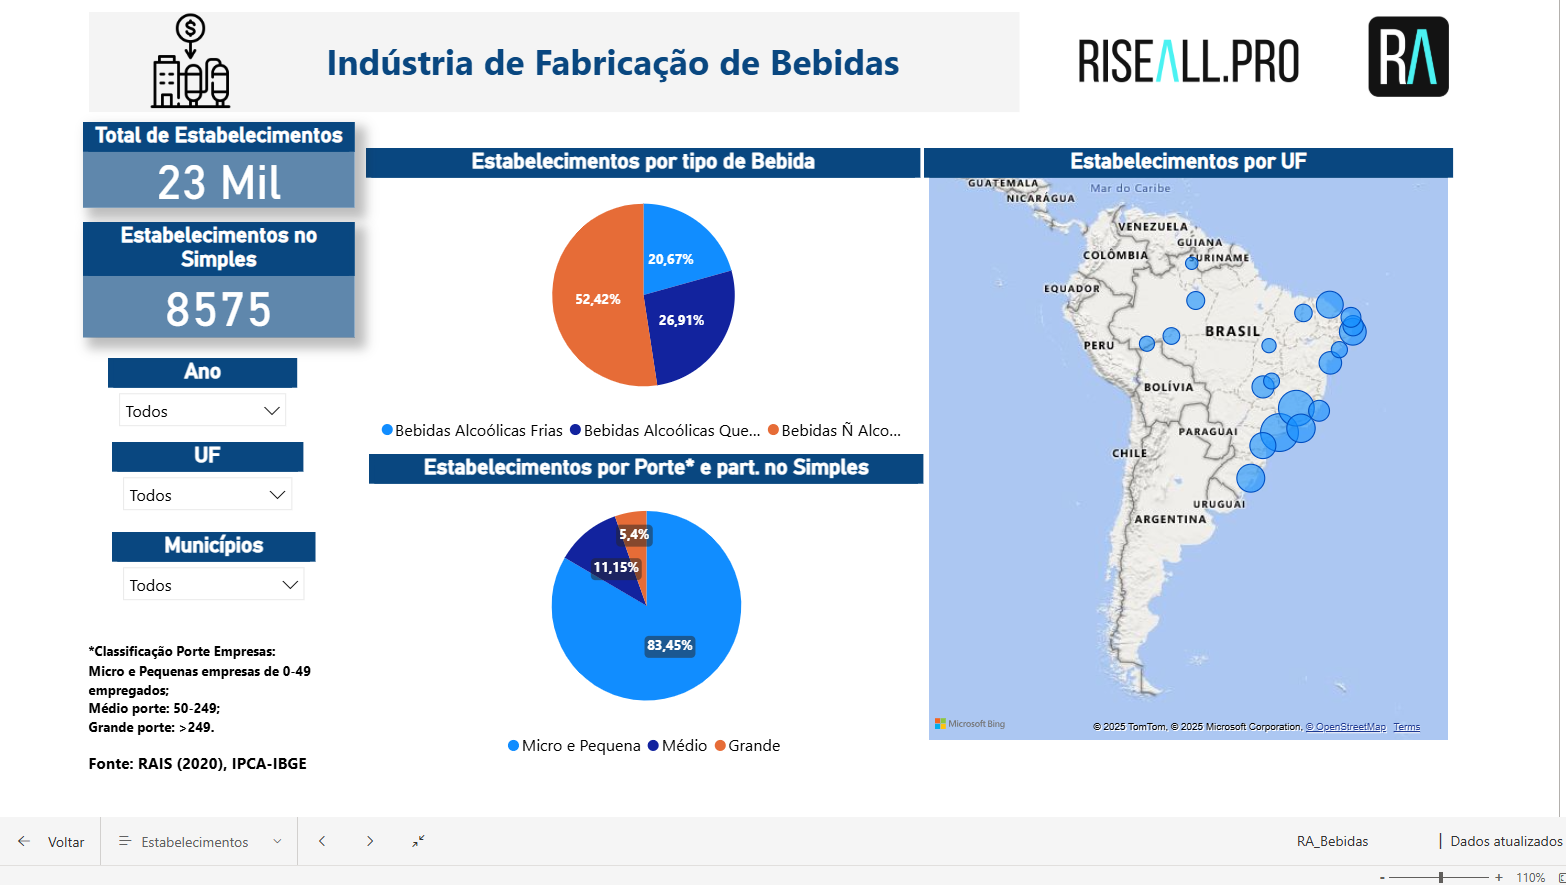 Indústria de Fabricação de Bebidas
RISEALL.PRO
RA
Total de Estabelecimentos
23 Mil
Estabelecimentos no
Simples
8575
Ano
Todos
UF
Todos
Municípios
Todos
*Classificação Porte Empresas:
Micro e Pequenas empresas de 0-49
empregados;
Médio porte: 50-249;
Grande porte: >249.
Fonte: RAIS (2020), IPCA-IBGE
Estabelecimentos por tipo de Bebida
20,67%
52,42%
26,91%
Bebidas Alcoólicas Frias
Bebidas Alcoólicas Que...
Bebidas Ñ Alco...
Estabelecimentos por Porte* e part. no Simples
5,4%
11,15%
83,45%
Micro e Pequena
Médio
Grande
Estabelecimentos por UF
GUATEMALA
Mar do Caribe
NICARÁGUA
VENEZUELA
GUIANA
COLÔMBIA
SURINAME
EQUADOR
BRASIL
PERU
BOLÍVIA
PARAGUAI
CHILE
URUGUAI
ARGENTINA
Microsoft Bing
© 2025 TomTom, © 2025 Microsoft Corporation, © OpenStreetMap Terms
Voltar
Estabelecimentos
RA_Bebidas
Dados atualizados
- + 110%